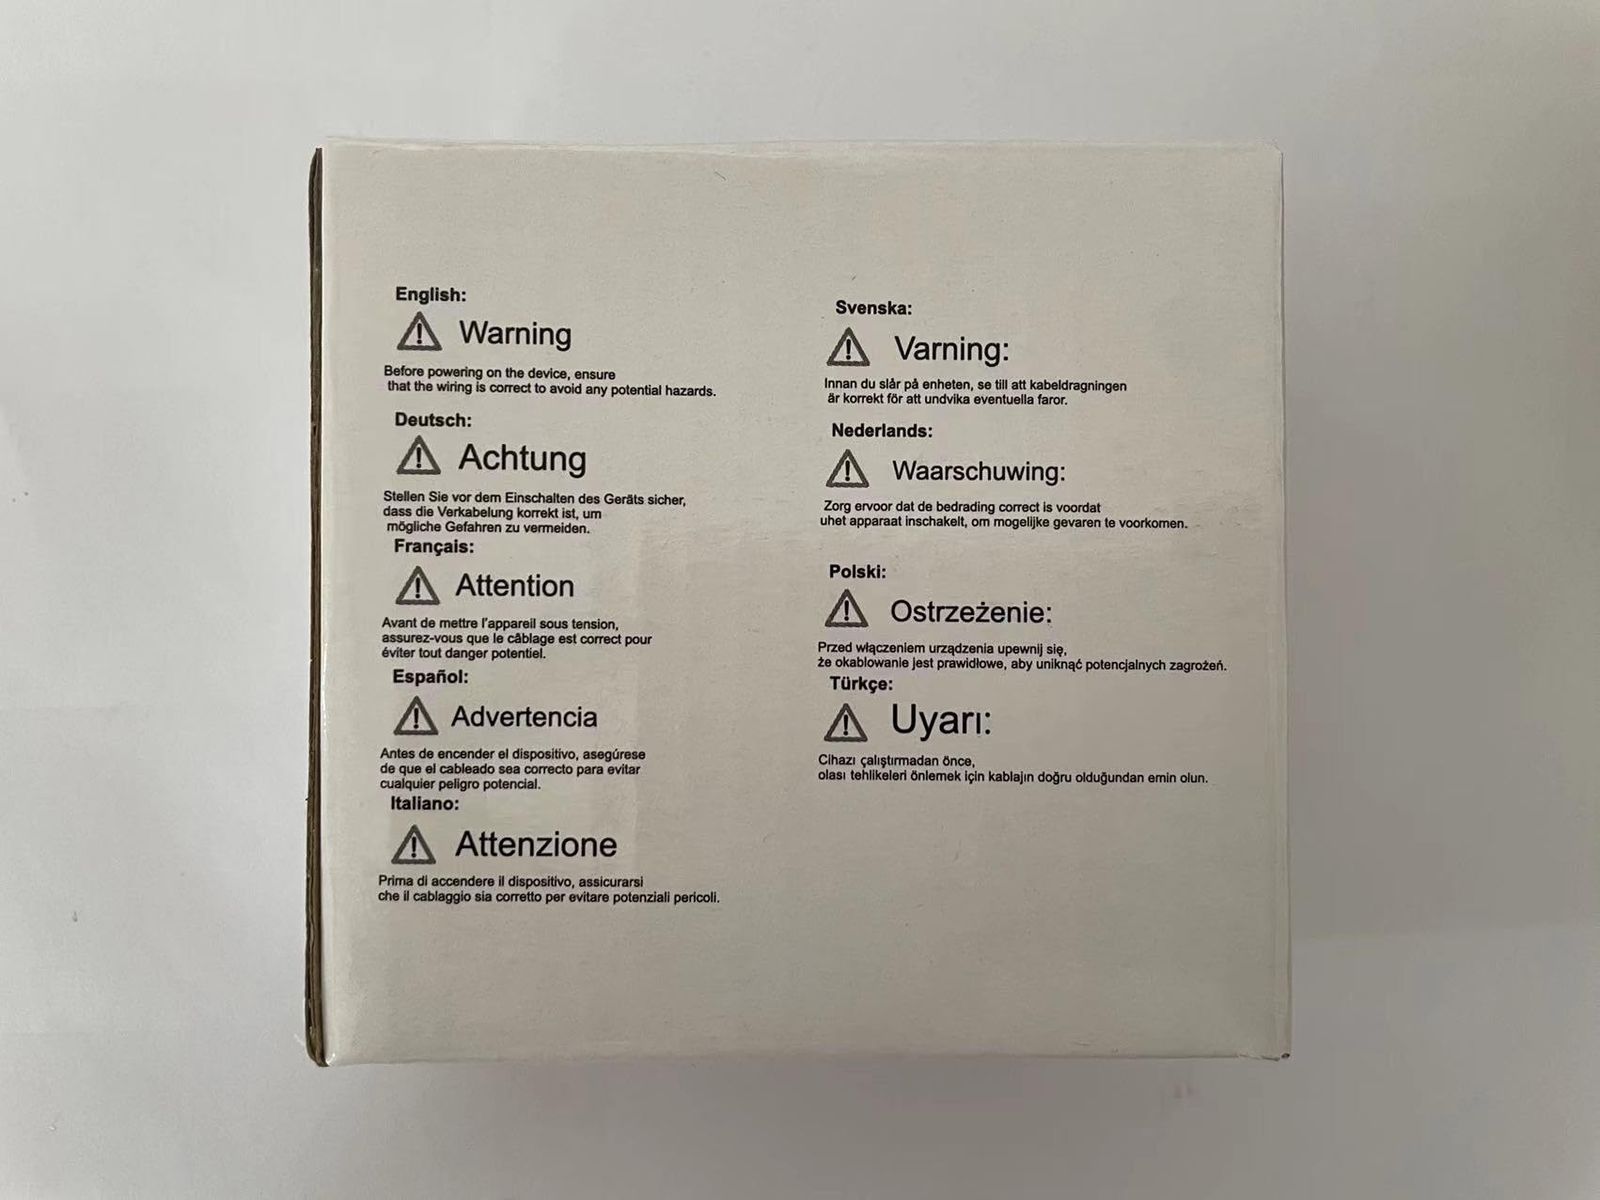 English:
Warning
Before powering on the device, ensure
that the wiring is correct to avoid any potential hazards.
Deutsch:
Achtung
Stellen Sie vor dem Einschalten des Geräts sicher,
dass die Verkabelung korrekt ist, um
mögliche Gefahren zu vermeiden.
Français:
Attention
Avant de mettre l'appareil sous tension,
assurez-vous que le câblage est correct pour
éviter tout danger potentiel.
Español:
Advertencia
Antes de encender el dispositivo, asegúrese
de que el cableado sea correcto para evitar
cualquier peligro potencial.
Italiano:
Attenzione
Prima di accendere il dispositivo, assicurarsi
che il cablaggio sia corretto per evitare potenziali pericoli.
Svenska:
Varning:
Innan du slår på enheten, se till att kabeldragningen
är korrekt för att undvika eventuella faror.
Nederlands:
Waarschuwing:
Zorg ervoor dat de bedrading correct is voordat
uhet apparaat inschakelt, om mogelijke gevaren te voorkomen.
Polski:
Ostrzeżenie:
Przed włączeniem urządzenia upewnij się,
że okablowanie jest prawidłowe, aby uniknąć potencjalnych zagrożeń.
Türkçe:
Uyarı:
Cihazı çalıştırmadan önce,
olası tehlikeleri önlemek için kablajın doğru olduğundan emin olun.